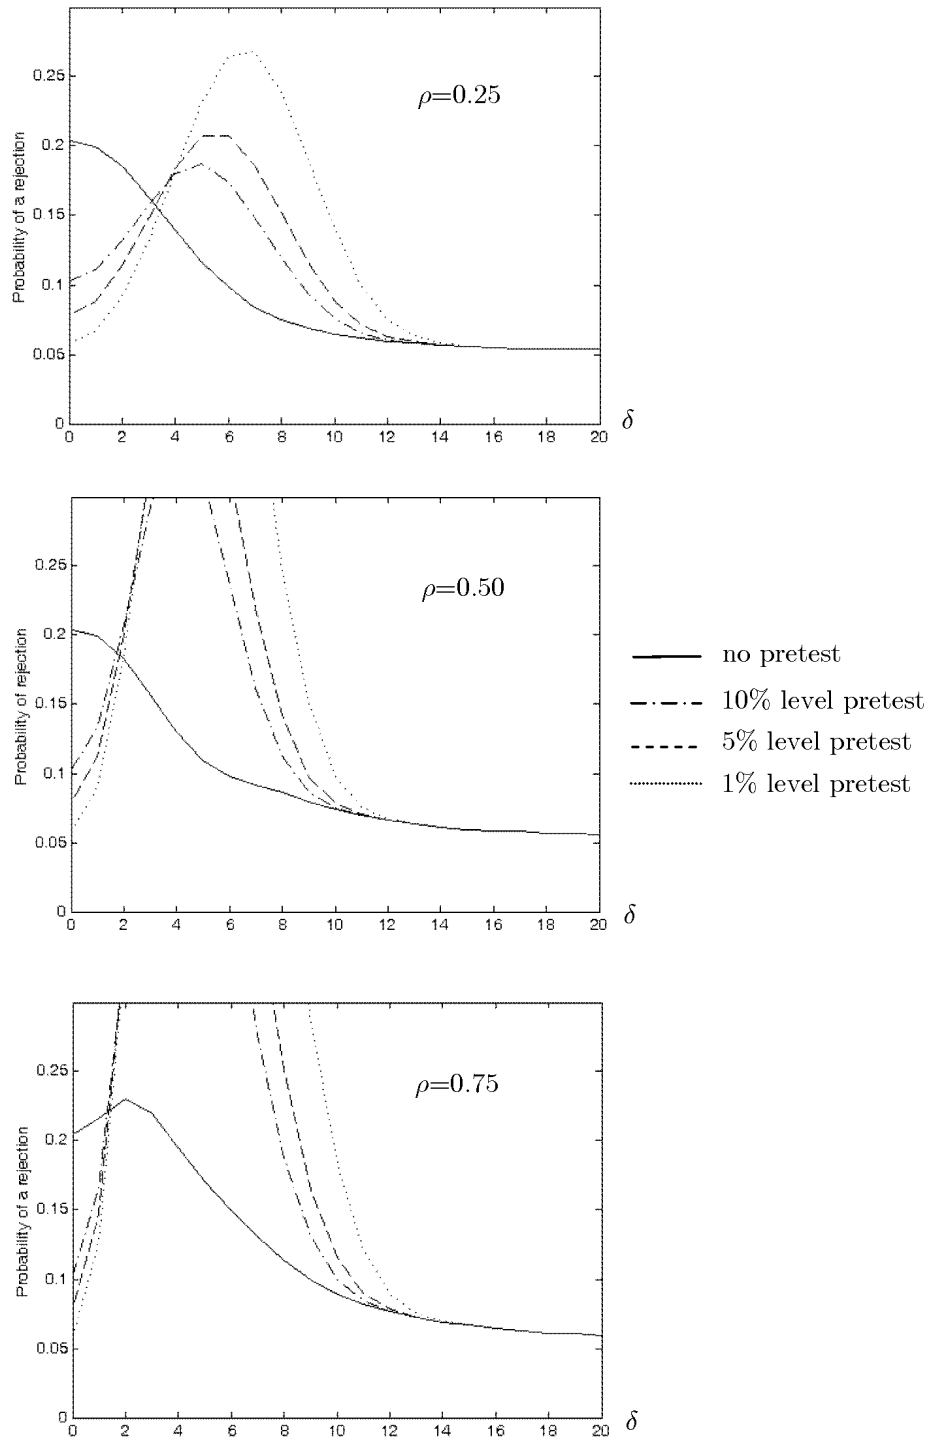 0.25
0.2
0.15
0.1
0.05
0
Probability of a rejection
ρ=0.25
0 2 4 6 8 10 12 14 16 18 20
δ
0.25
0.2
0.15
0.1
0.05
0
Probability of rejection
ρ=0.50
0 2 4 6 8 10 12 14 16 18 20
δ
no pretest
10% level pretest
5% level pretest
1% level pretest
0.25
0.2
0.15
0.1
0.05
0
Probability of a rejection
ρ=0.75
0 2 4 6 8 10 12 14 16 18 20
δ